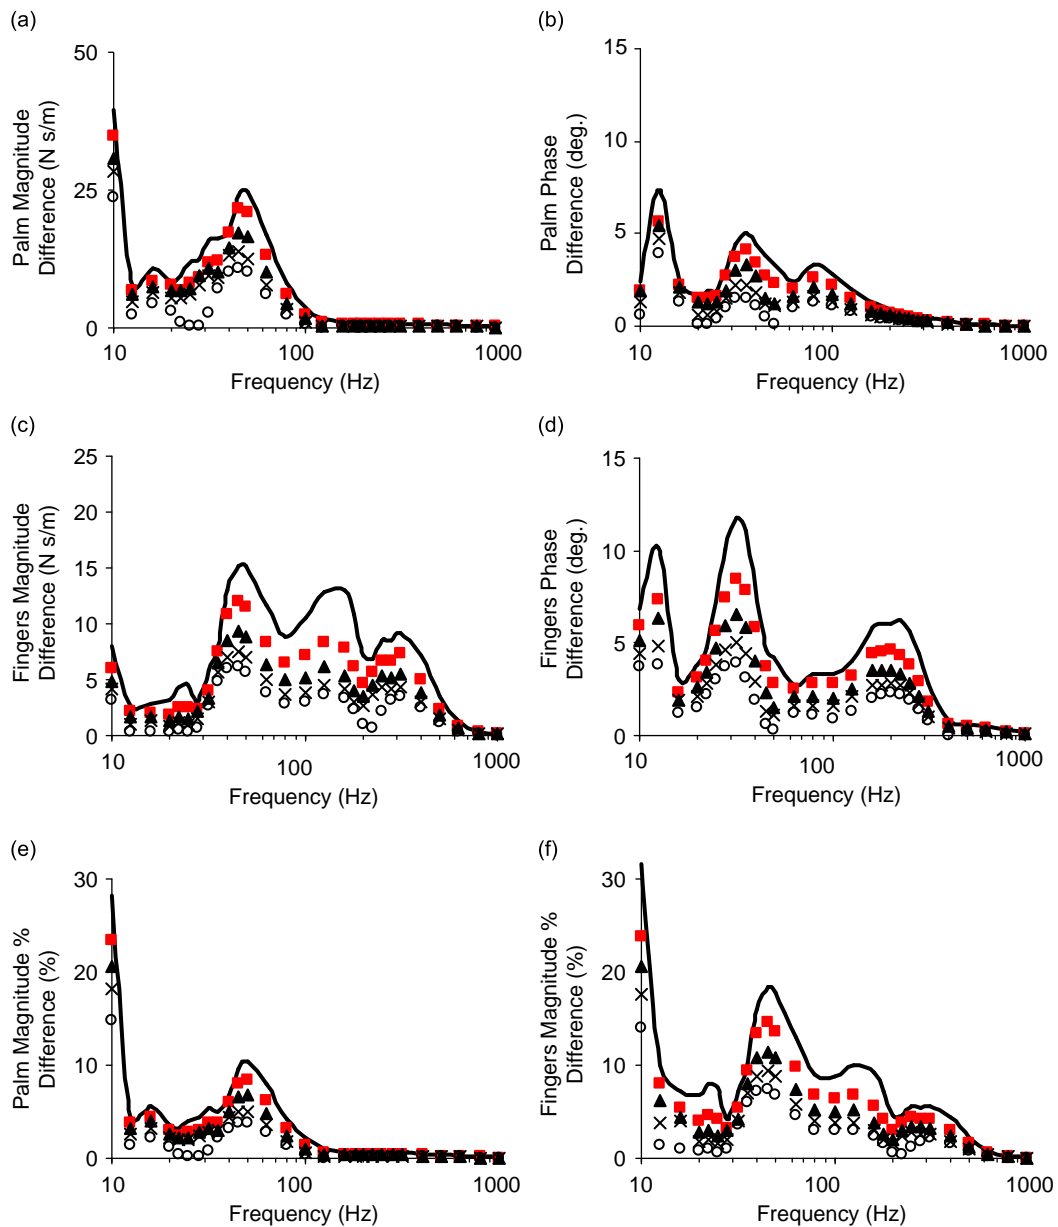 (a)
50
25
0
10
100
1000
Palm Magnitude
Difference (N s/m)
Frequency (Hz)
(b)
15
10
5
0
10
100
1000
Palm Phase
Difference (deg.)
Frequency (Hz)
(c)
25
20
15
10
5
0
10
100
1000
Fingers Magnitude
Difference (N s/m)
Frequency (Hz)
(d)
15
10
5
0
10
100
1000
Fingers Phase
Difference (deg.)
Frequency (Hz)
(e)
30
20
10
0
10
100
1000
Palm Magnitude %
Difference (%)
Frequency (Hz)
(f)
30
20
10
0
10
100
1000
Fingers Magnitude %
Difference (%)
Frequency (Hz)